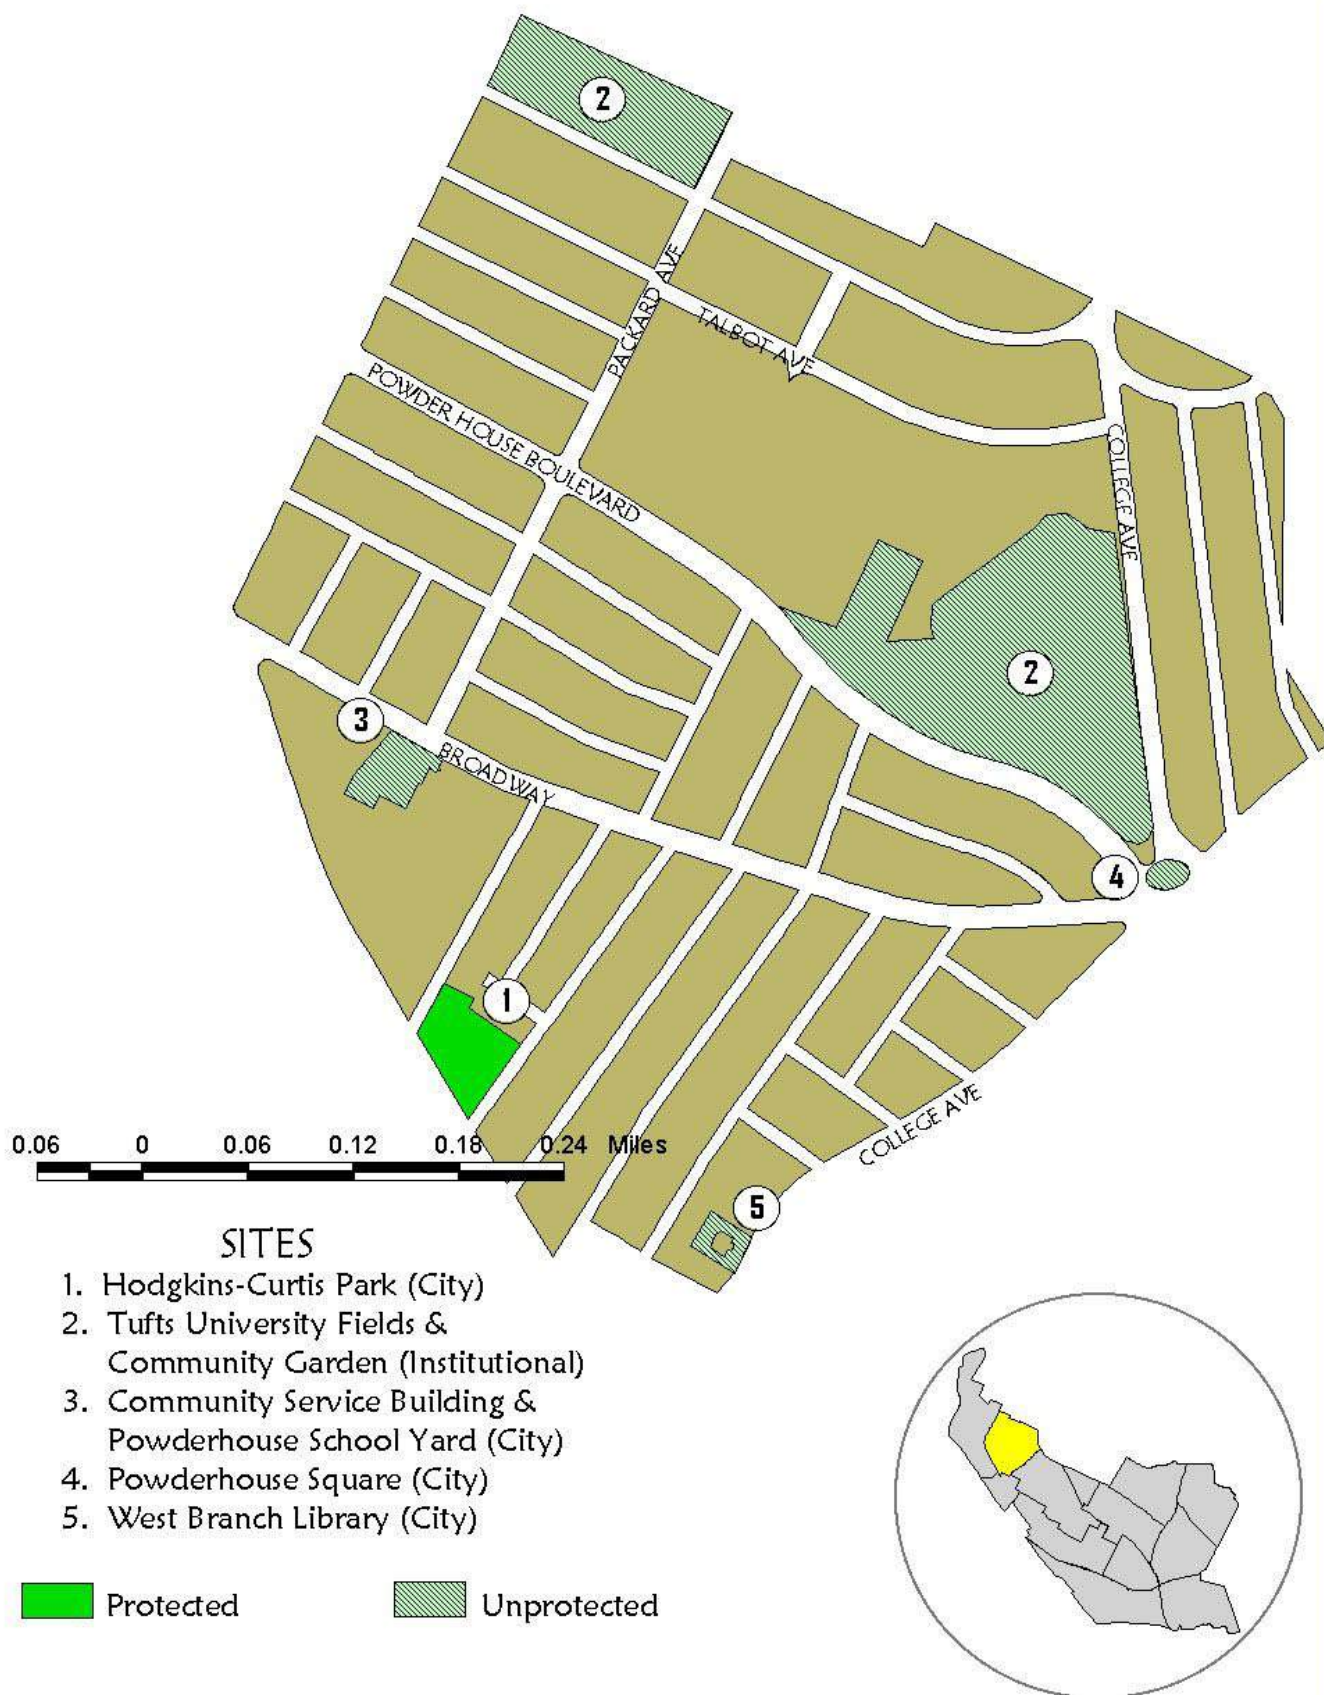 2
PACKARD AVE
TALBOT AVE
POWDER HOUSE BOULEVARD
COLLEGE AVE
2
3
BROADWAY
4
1
COLLEGE AVE
0.06 0 0.06 0.12 0.18 0.24 Miles
5
SITES
1. Hodgkins-Curtis Park (City)
2. Tufts University Fields &
Community Garden (Institutional)
3. Community Service Building &
Powderhouse School Yard (City)
4. Powderhouse Square (City)
5. West Branch Library (City)
Protected
Unprotected